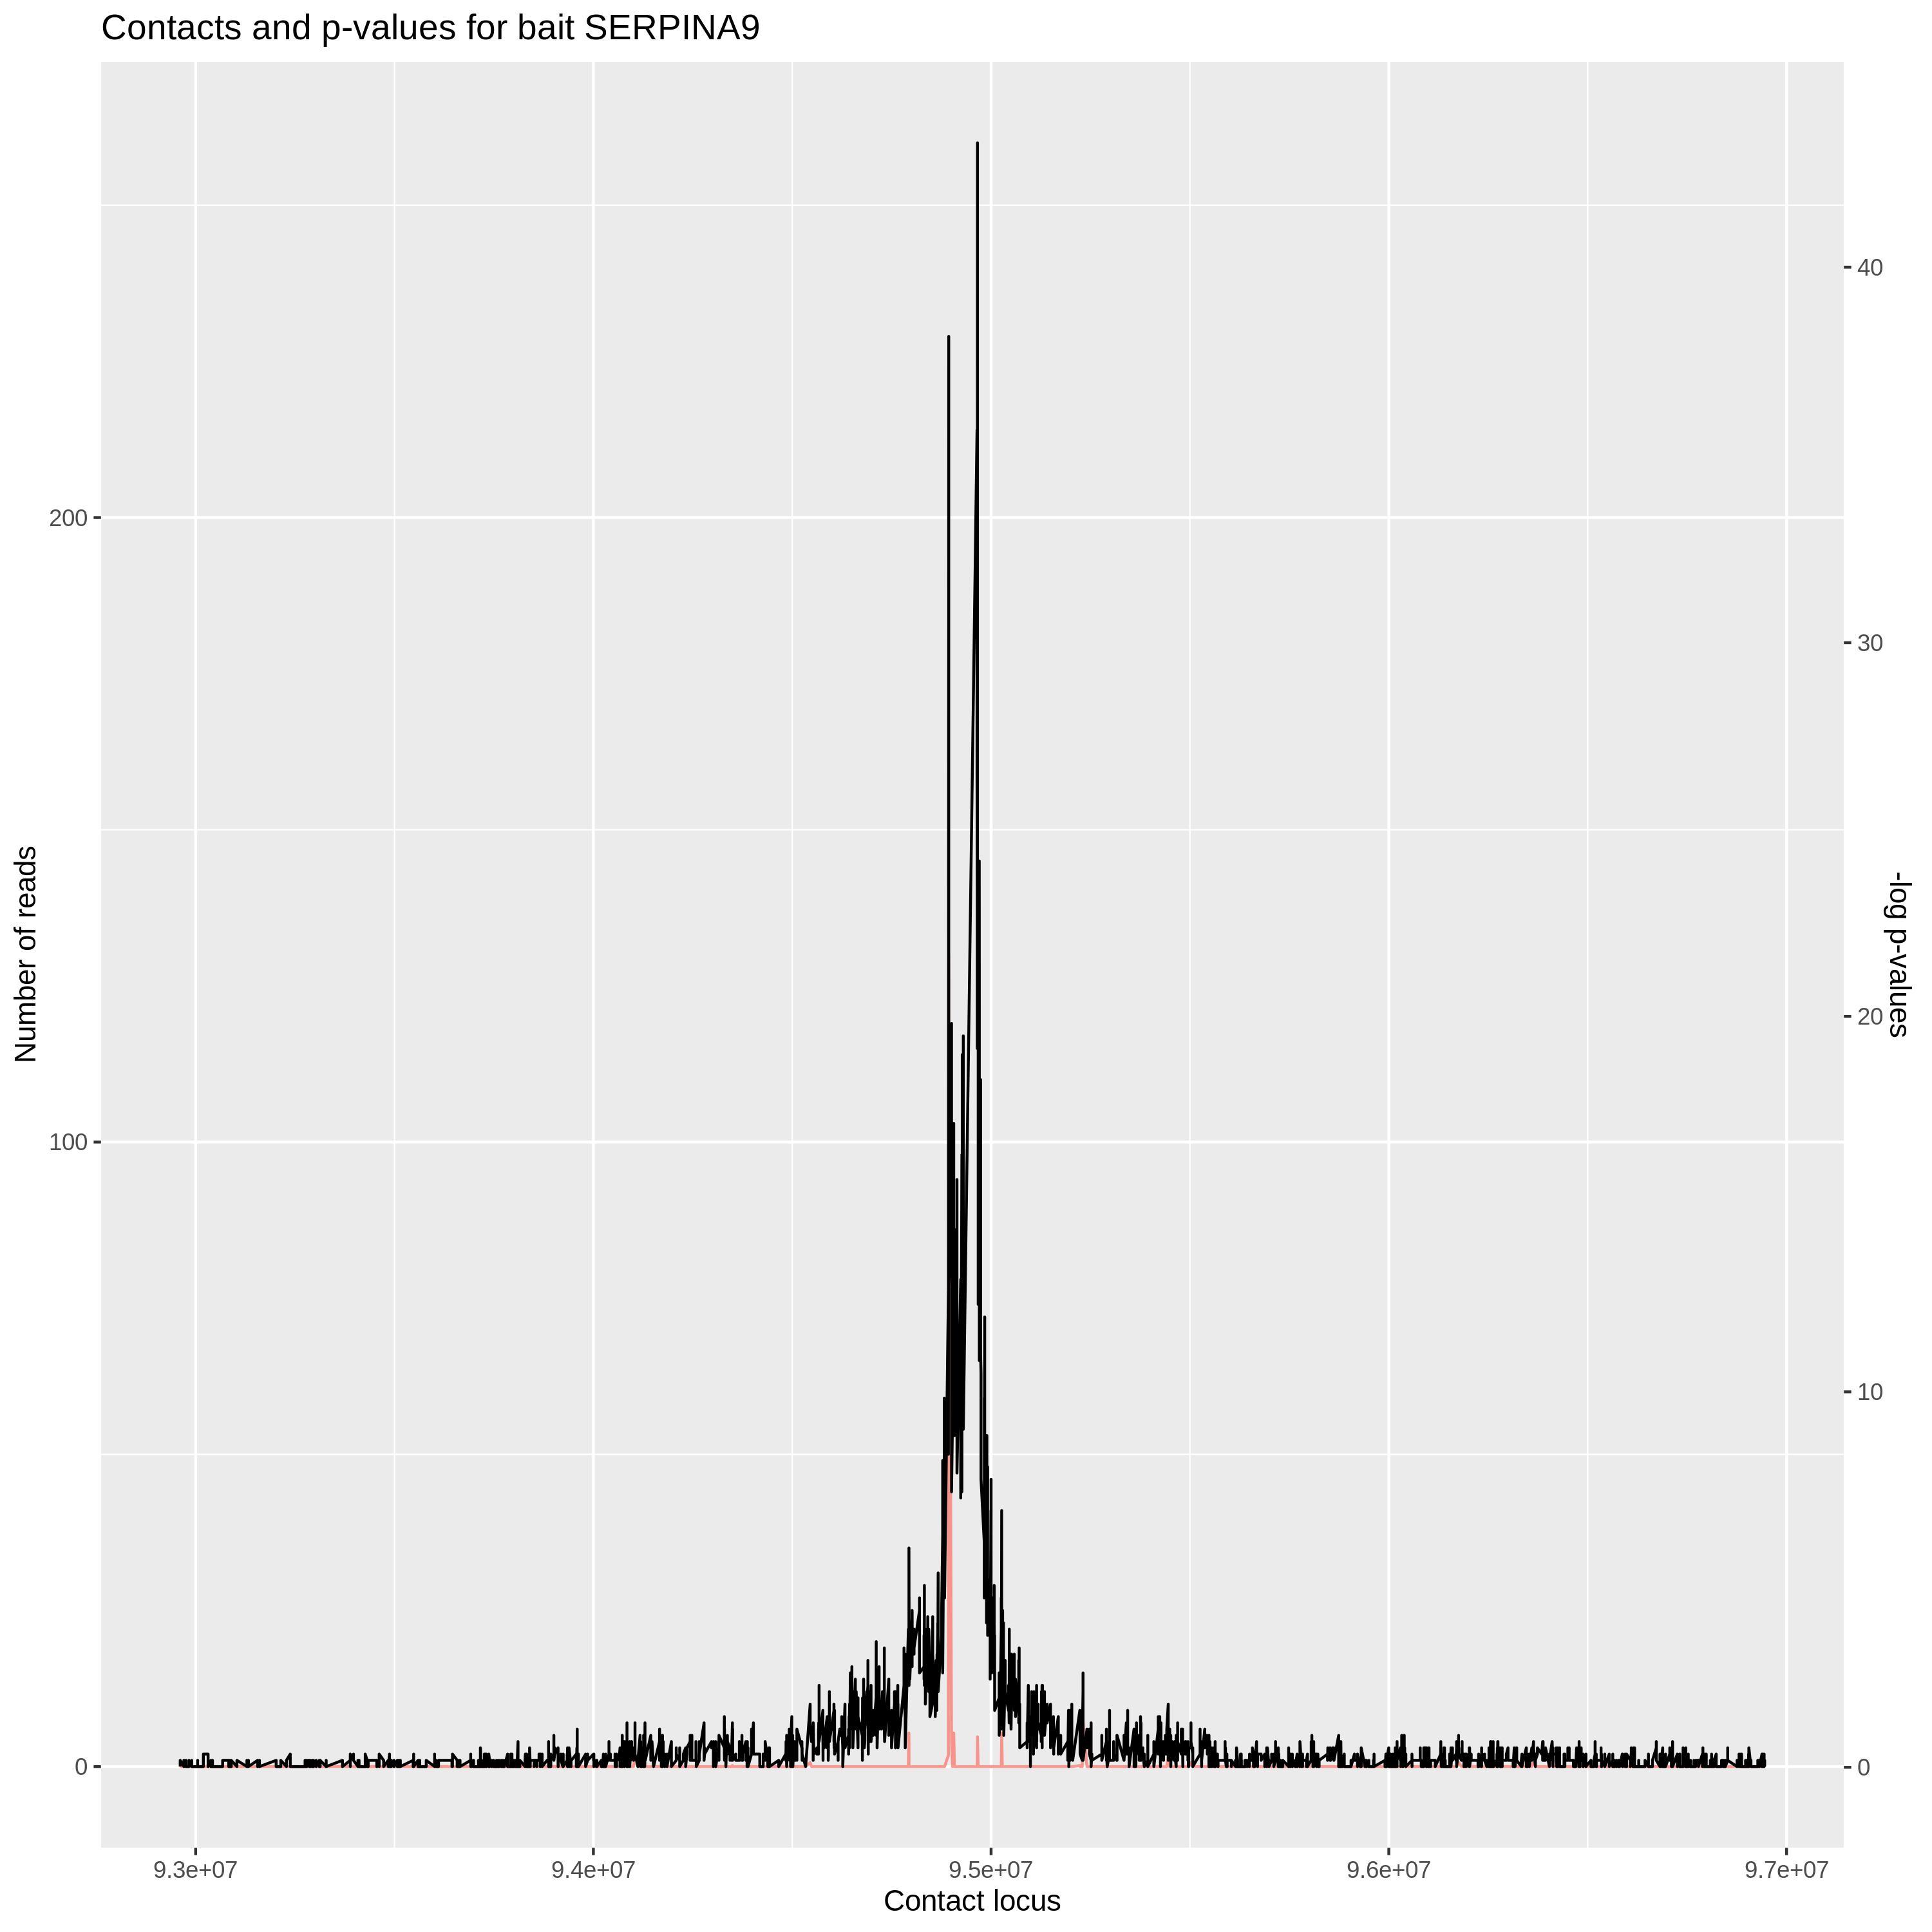 Contacts and p-values for bait SERPINA9
Number of reads
200
100
0
40
30
20
10
0
-log p-values
9.3e+07
9.4e+07
9.5e+07
9.6e+07
9.7e+07
Contact locus